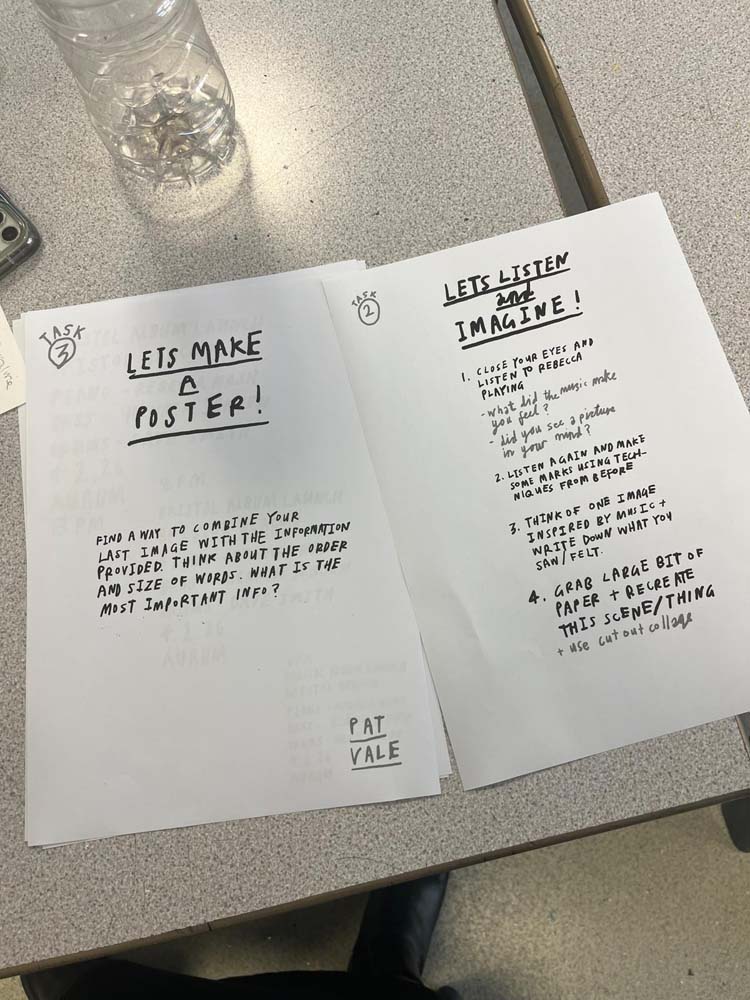 TASK
3
LETS MAKE
A
POSTER!
FIND A WAY TO COMBINE YOUR
LAST IMAGE WITH THE INFORMATION
PROVIDED. THINK ABOUT THE ORDER
AND SIZE OF WORDS. WHAT IS THE
MOST IMPORTANT INFO?
PAT
VALE
TASK
2
LETS LISTEN
and
IMAGINE!
1. CLOSE YOUR EYES AND
LISTEN TO REBECCA
PLAYING
- what did the music make
you feel?
- did you see a picture
in your mind?
2. LISTEN AGAIN AND MAKE
SOME MARKS USING TECH-
NIQUES FROM BEFORE
3. THINK OF ONE IMAGE
INSPIRED BY MUSIC +
WRITE DOWN WHAT YOU
SAW/FELT.
4. GRAB LARGE BIT OF
PAPER + RECREATE
THIS SCENE/THING
+ use cut out collage